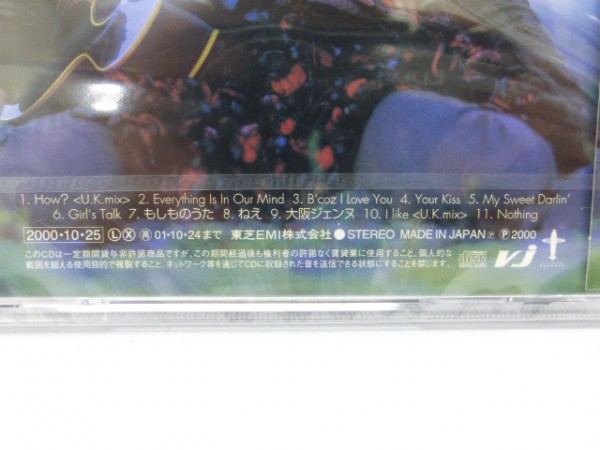 1. How? <U.K.mix> 2. Everything Is In Our Mind 3. B'coz I Love You 4. Your Kiss 5. My Sweet Darlin'
6. Girl's Talk 7. もしものうた 8. ねえ 9. 大阪ジェンヌ 10. I like <U.K.mix> 11. Nothing
2000・10・25 Ⓛ Ⓧ ㊞01・10・24まで 東芝EMI株式会社●STEREO MADE IN JAPAN Ⓟ2000
このCDは一定期間貸与非許諾商品ですが、この期間経過後も権利者の許諾なく賃貸業に使用すること、個人的な
範囲を超える目的で複製すること、ネットワーク等を通じてCDに収録された音を送信できる状態にすることを禁じます。
VJ